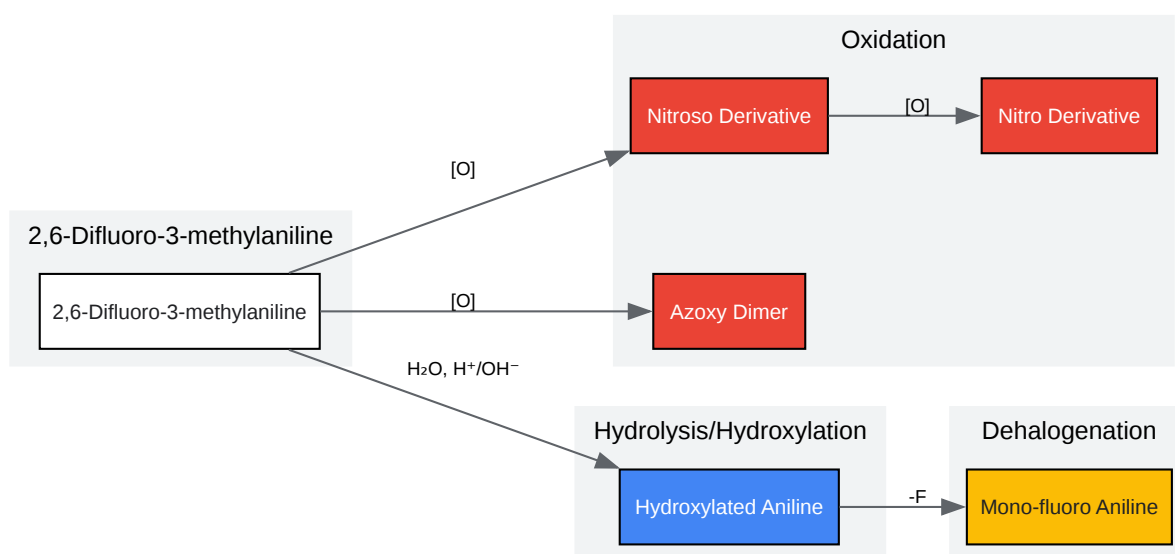 Oxidation
Nitroso Derivative
[O]
Nitro Derivative
[O]
2,6-Difluoro-3-methylaniline
2,6-Difluoro-3-methylaniline
[O]
Azoxy Dimer
H₂O, H⁺/OH⁻
Hydrolysis/Hydroxylation
Dehalogenation
Hydroxylated Aniline
-F
Mono-fluoro Aniline